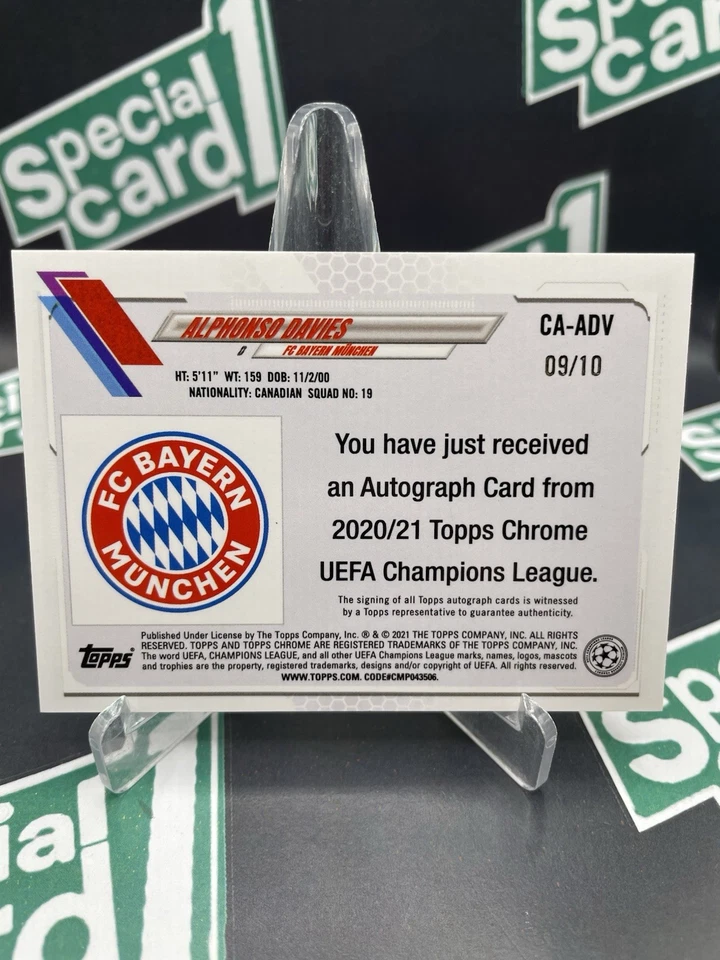 Special
card 1
Special
card
ALPHONSO DAVIES
D FC BAYERN MÜNCHEN
CA-ADV
09/10
HT: 5'11" WT: 159 DOB: 11/2/00
NATIONALITY: CANADIAN SQUAD NO: 19
FC BAYERN
MÜNCHEN
You have just received
an Autograph Card from
2020/21 Topps Chrome
UEFA Champions League.
The signing of all Topps autograph cards is witnessed
by a Topps representative to guarantee authenticity.
topps
Published Under License by The Topps Company, Inc. ® & © 2021 THE TOPPS COMPANY, INC. ALL RIGHTS
RESERVED. TOPPS AND TOPPS CHROME ARE REGISTERED TRADEMARKS OF THE TOPPS COMPANY, INC.
The word UEFA, CHAMPIONS LEAGUE, and all other UEFA Champions League marks, names, logos, mascots
and trophies are the property, registered trademarks, designs and/or copyright of UEFA. All rights reserved.
WWW.TOPPS.COM. CODE#CMP043506.